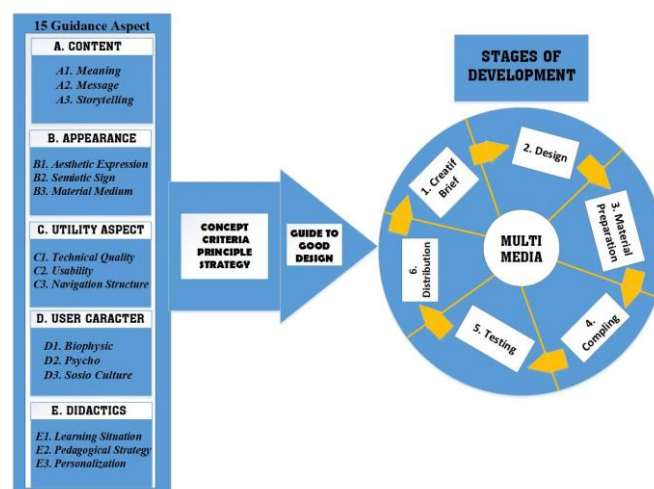 15 Guidance Aspect
A. CONTENT
A1. Meaning
A2. Message
A3. Storytelling
B. APPEARANCE
B1. Aesthetic Expression
B2. Semiotic Sign
B3. Material Medium
C. UTILITY ASPECT
C1. Technical Quality
C2. Usability
C3. Navigation Structure
D. USER CARACTER
D1. Biophysic
D2. Psycho
D3. Sosio Culture
E. DIDACTICS
E1. Learning Situation
E2. Pedagogical Strategy
E3. Personalization
CONCEPT
CRITERIA
PRINCIPLE
STRATEGY
GUIDE TO
GOOD
DESIGN
STAGES OF
DEVELOPMENT
1. Creatif
Brief
2. Design
3. Material
Preparation
4.
Compling
5. Testing
6.
Distribution
MULTI
MEDIA